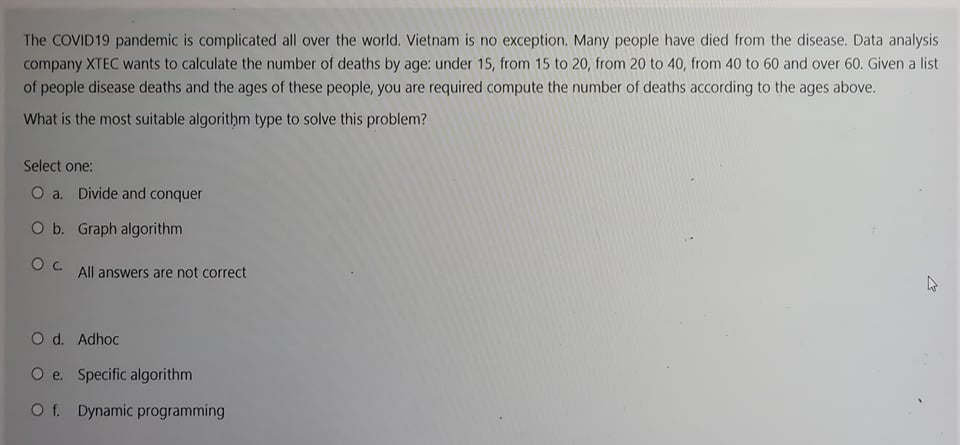 The COVID19 pandemic is complicated all over the world. Vietnam is no exception. Many people have died from the disease. Data analysis
company XTEC wants to calculate the number of deaths by age: under 15, from 15 to 20, from 20 to 40, from 40 to 60 and over 60. Given a list
of people disease deaths and the ages of these people, you are required compute the number of deaths according to the ages above.
What is the most suitable algorithm type to solve this problem?
Select one:
a. Divide and conquer
b. Graph algorithm
c. All answers are not correct
d. Adhoc
e. Specific algorithm
f. Dynamic programming